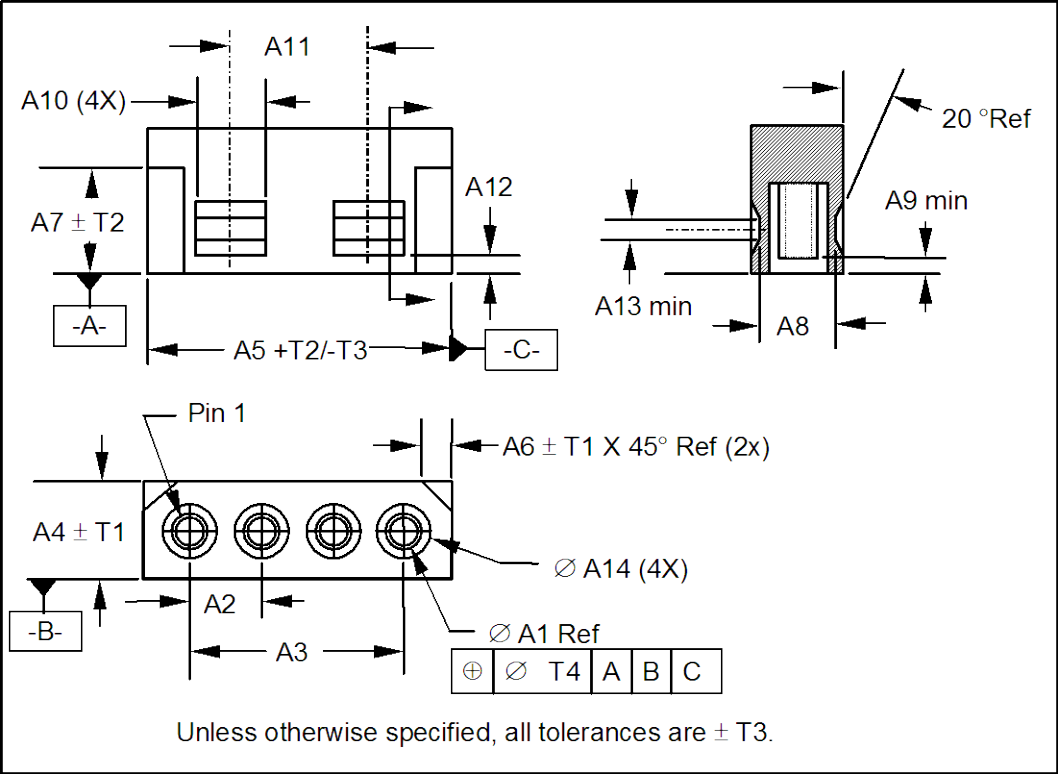 A11
A10 (4X)
20 °Ref
A12
A9 min
A7 ± T2
A13 min
-A-
A8
A5 +T2/-T3
-C-
Pin 1
A6 ± T1 X 45° Ref (2x)
A4 ± T1
∅ A14 (4X)
A2
-B-
∅ A1 Ref
A3
⌖ ∅ T4 A B C
Unless otherwise specified, all tolerances are ± T3.